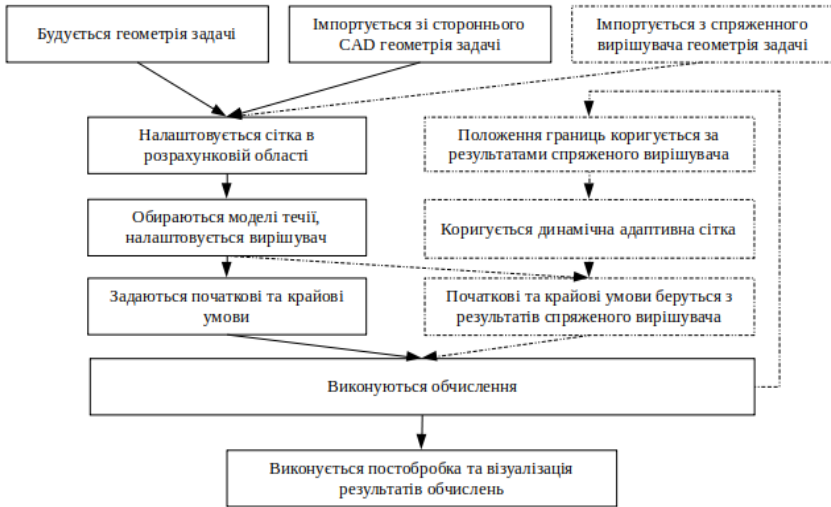 Будується геометрія задачі
Імпортується зі стороннього
CAD геометрія задачі
Імпортується з спряженного
вирішувача геометрія задачі
Налаштовується сітка в
розрахунковій області
Положення границь коригується за
результатами спряженого вирішувача
Обираються моделі течії,
налаштовується вирішувач
Коригується динамічна адаптивна сітка
Задаються початкові та крайові
умови
Початкові та крайові умови беруться з
результатів спряженого вирішувача
Виконуються обчислення
Виконується постобробка та візуалізація
результатів обчислень